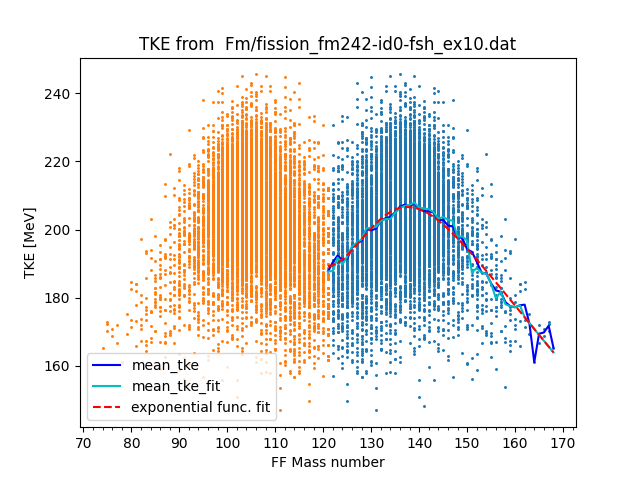 TKE from  Fm/fission_fm242-id0-fsh_ex10.dat
TKE [MeV]
240
220
200
180
160
mean_tke
mean_tke_fit
exponential func. fit
70 80 90 100 110 120 130 140 150 160 170
FF Mass number